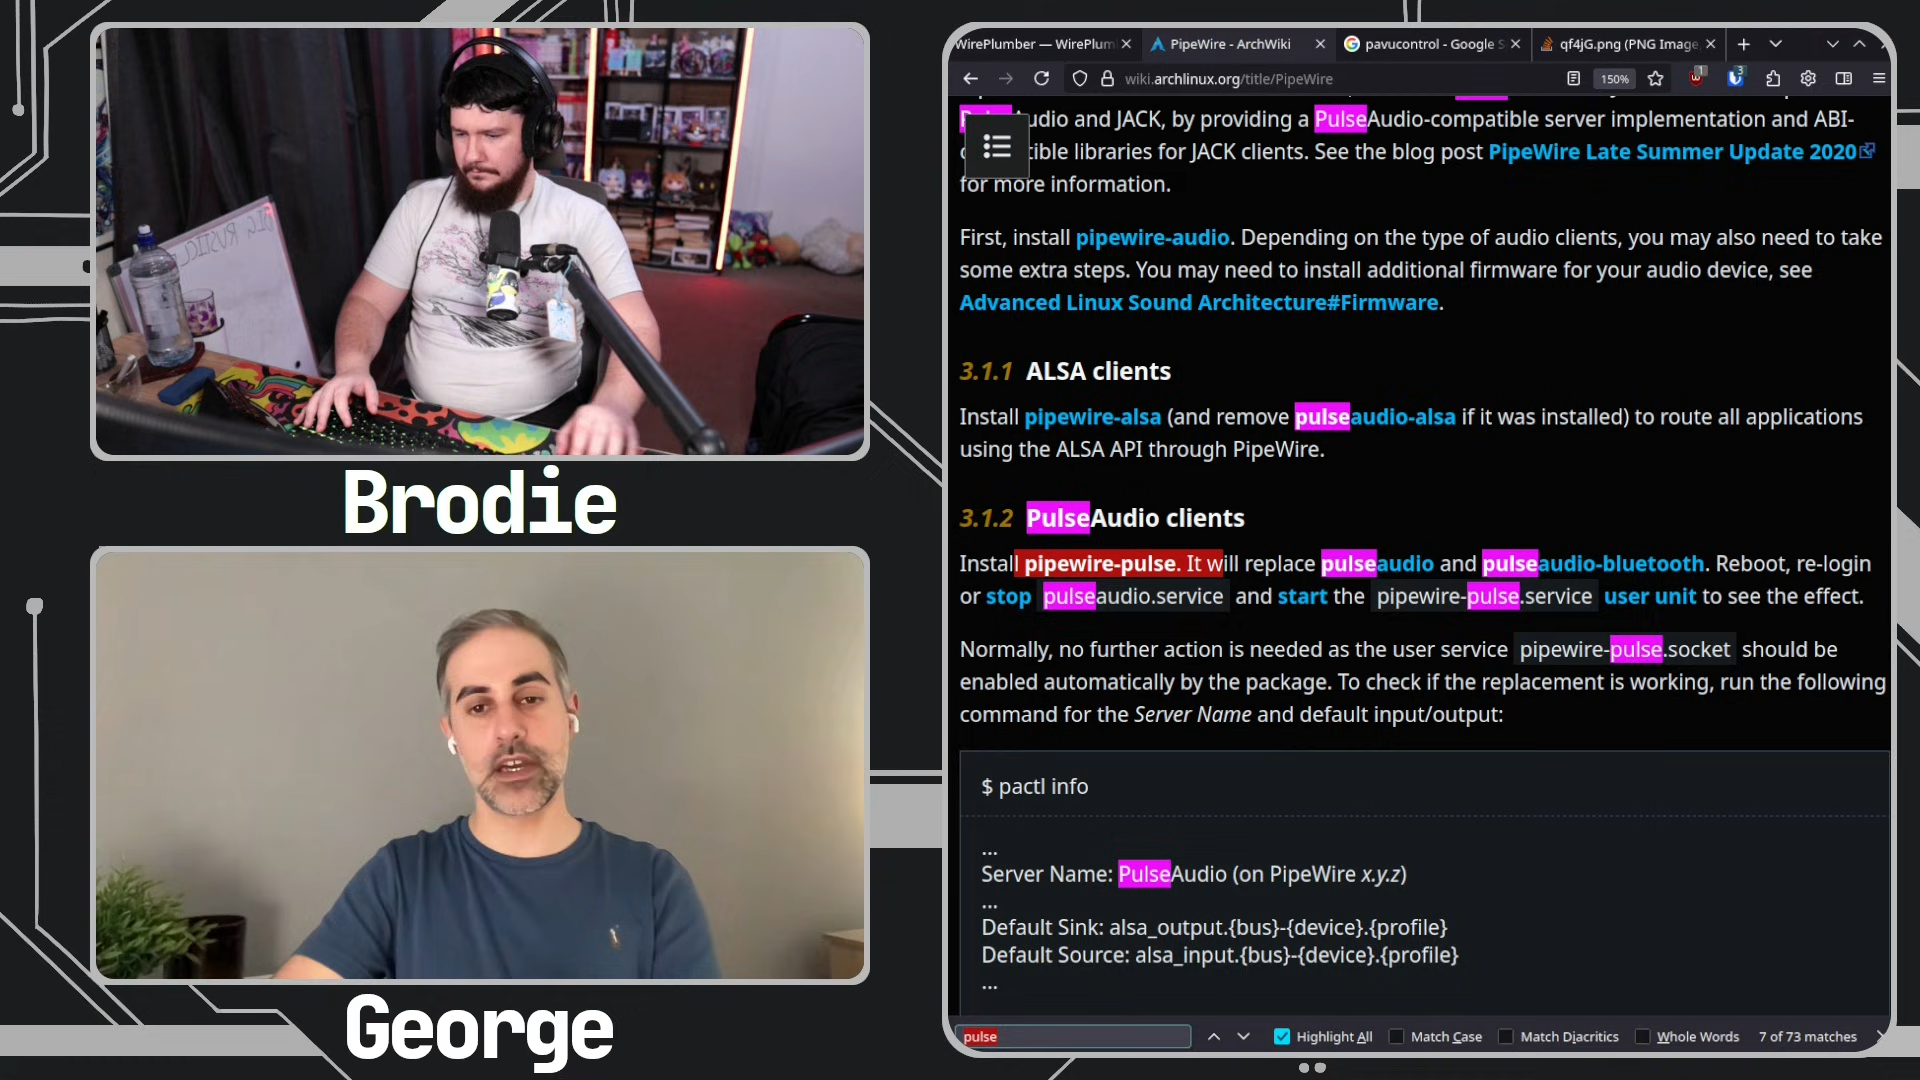 BIG RUSTIC
Brodie
George
WirePlumber — WirePlum
PipeWire - ArchWiki
pavucontrol - Google S
qf4jG.png (PNG Image,
wiki.archlinux.org/title/PipeWire
150%
1
3
PulseAudio and JACK, by providing a PulseAudio-compatible server implementation and ABI-
tible libraries for JACK clients. See the blog post PipeWire Late Summer Update 2020
for more information.
First, install pipewire-audio. Depending on the type of audio clients, you may also need to take
some extra steps. You may need to install additional firmware for your audio device, see
Advanced Linux Sound Architecture#Firmware.
3.1.1 ALSA clients
Install pipewire-alsa (and remove pulseaudio-alsa if it was installed) to route all applications
using the ALSA API through PipeWire.
3.1.2 PulseAudio clients
Install pipewire-pulse. It will replace pulseaudio and pulseaudio-bluetooth. Reboot, re-login
or stop pulseaudio.service and start the pipewire-pulse.service user unit to see the effect.
Normally, no further action is needed as the user service pipewire-pulse.socket should be
enabled automatically by the package. To check if the replacement is working, run the following
command for the Server Name and default input/output:
$ pactl info
...
Server Name: PulseAudio (on PipeWire x.y.z)
...
Default Sink: alsa_output.{bus}-{device}.{profile}
Default Source: alsa_input.{bus}-{device}.{profile}
...
pulse
Highlight All
Match Case
Match Diacritics
Whole Words
7 of 73 matches